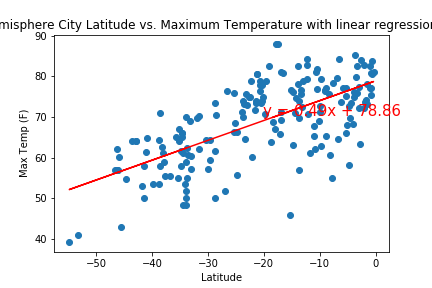 misphere City Latitude vs. Maximum Temperature with linear regression
90
80
70
60
50
40
Max Temp (F)
y = 0.49x + 78.86
−50 −40 −30 −20 −10 0
Latitude